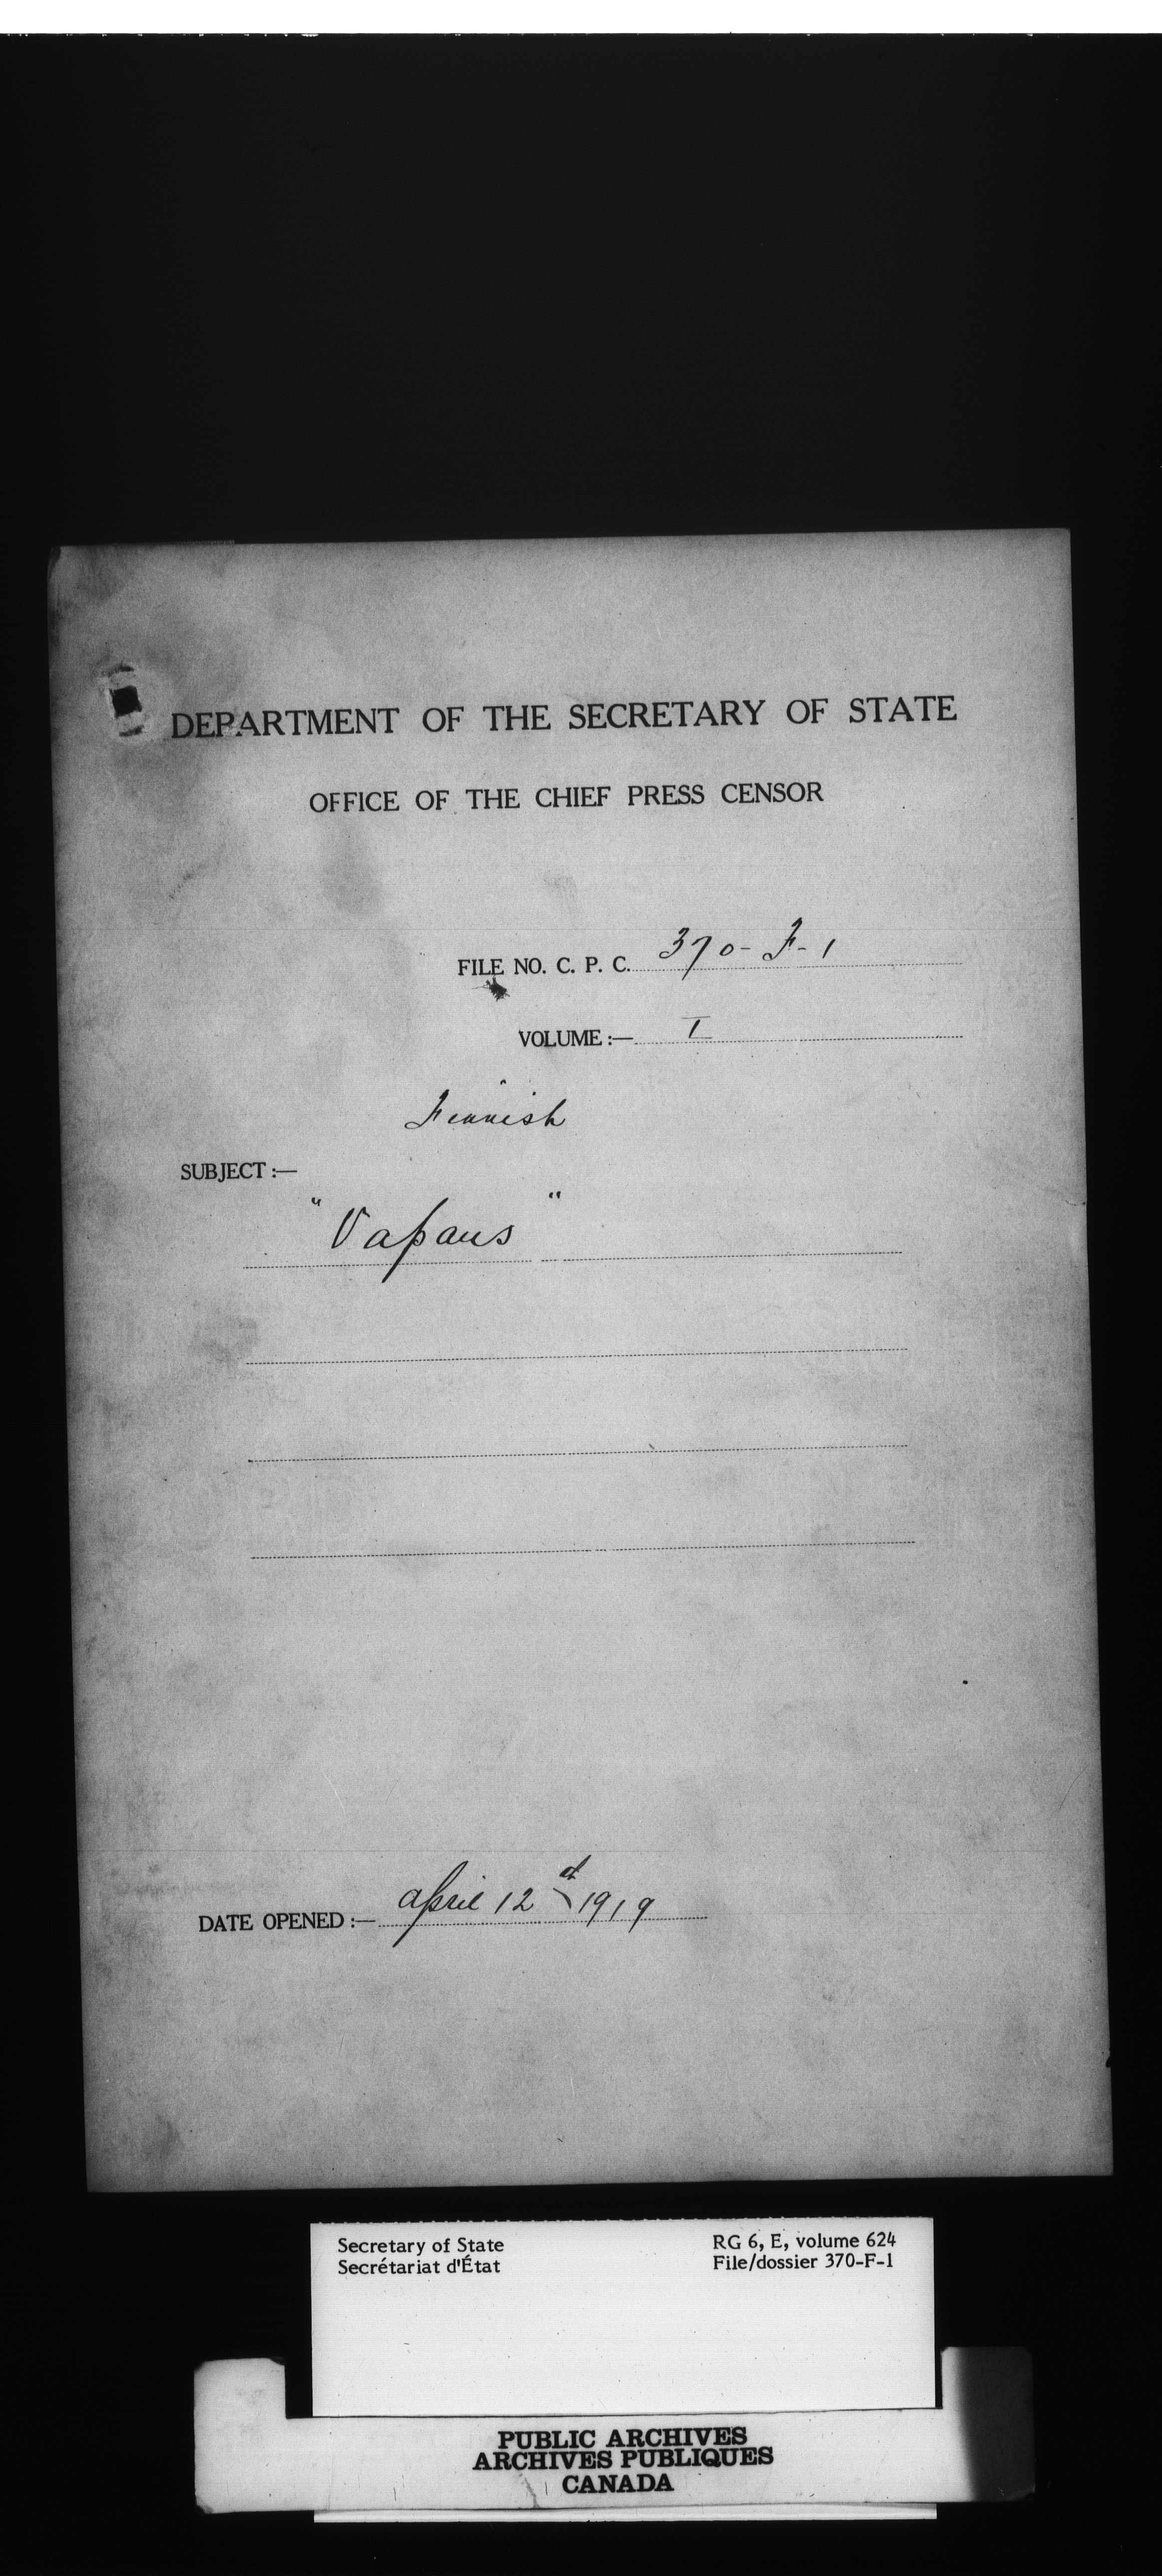 DEPARTMENT OF THE SECRETARY OF STATE
OFFICE OF THE CHIEF PRESS CENSOR
FILE NO. C. P. C. 370-F-1
VOLUME :— I
Finnish
SUBJECT :—
"Vapaus"
DATE OPENED :— April 12d 1919
Secretary of State
Secrétariat d'État
RG 6, E, volume 624
File/dossier 370-F-1
PUBLIC ARCHIVES
ARCHIVES PUBLIQUES
CANADA